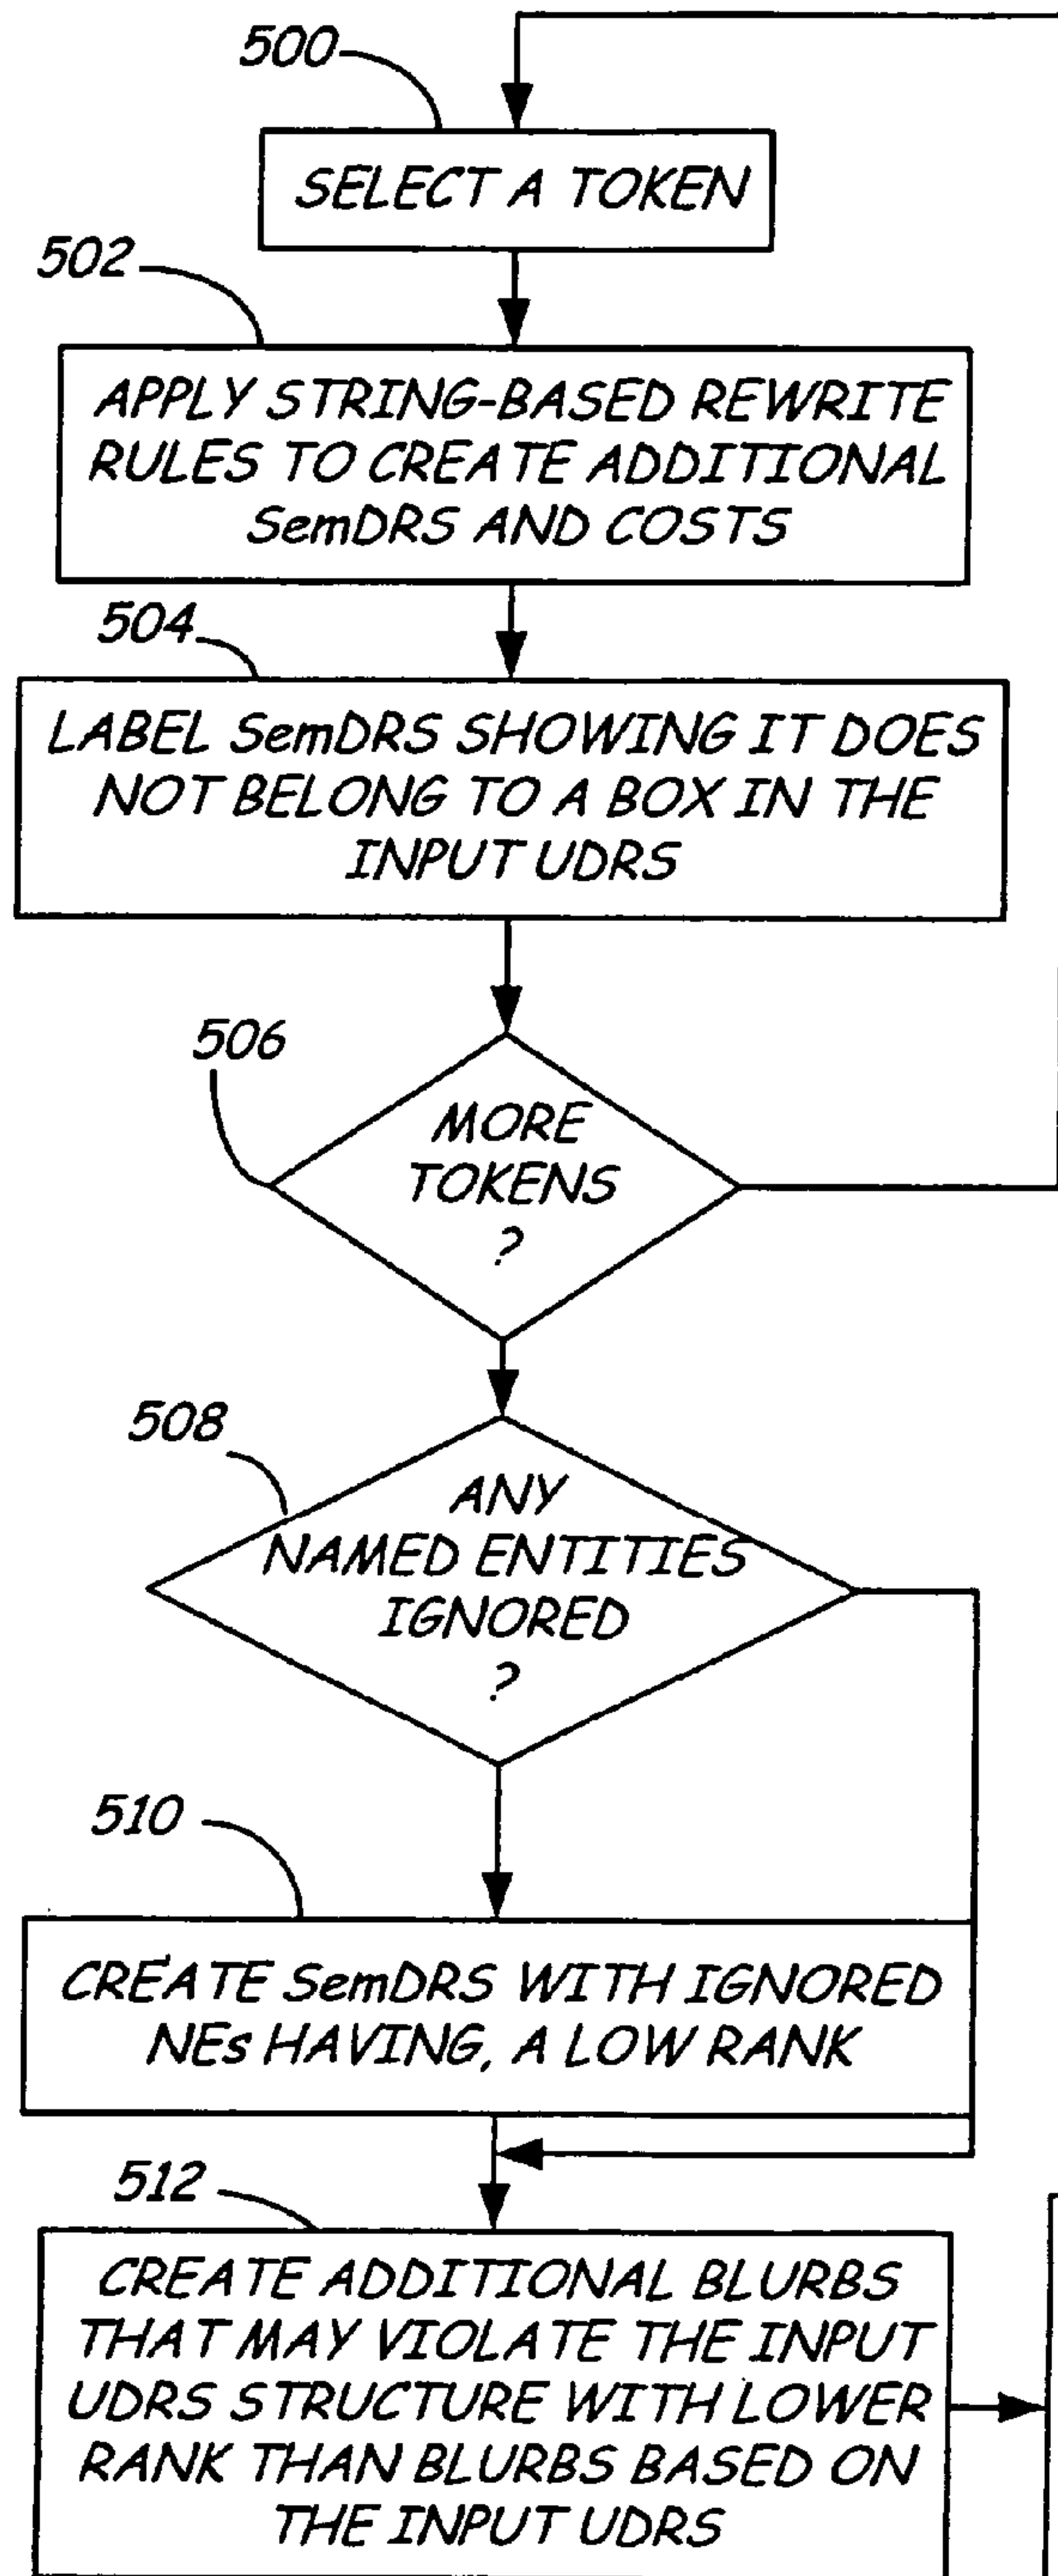 500
SELECT A TOKEN
502
APPLY STRING-BASED REWRITE
RULES TO CREATE ADDITIONAL
SemDRS AND COSTS
504
LABEL SemDRS SHOWING IT DOES
NOT BELONG TO A BOX IN THE
INPUT UDRS
506
MORE
TOKENS
?
508
ANY
NAMED ENTITIES
IGNORED
?
510
CREATE SemDRS WITH IGNORED
NEs HAVING, A LOW RANK
512
CREATE ADDITIONAL BLURBS
THAT MAY VIOLATE THE INPUT
UDRS STRUCTURE WITH LOWER
RANK THAN BLURBS BASED ON
THE INPUT UDRS